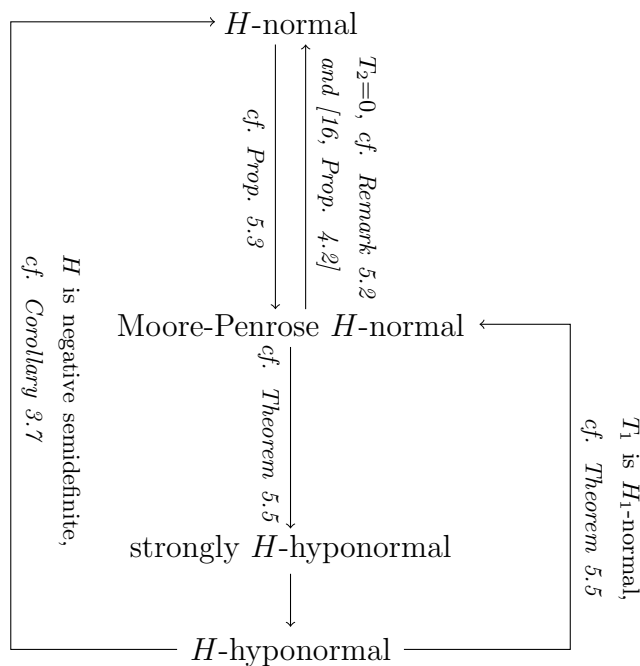 H-normal
cf. Prop. 5.3
T₂=0, cf. Remark 5.2
and [16, Prop. 4.2]
H is negative semidefinite,
cf. Corollary 3.7
Moore-Penrose H-normal
cf. Theorem 5.5
T₁ is H₁-normal,
cf. Theorem 5.5
strongly H-hyponormal
H-hyponormal